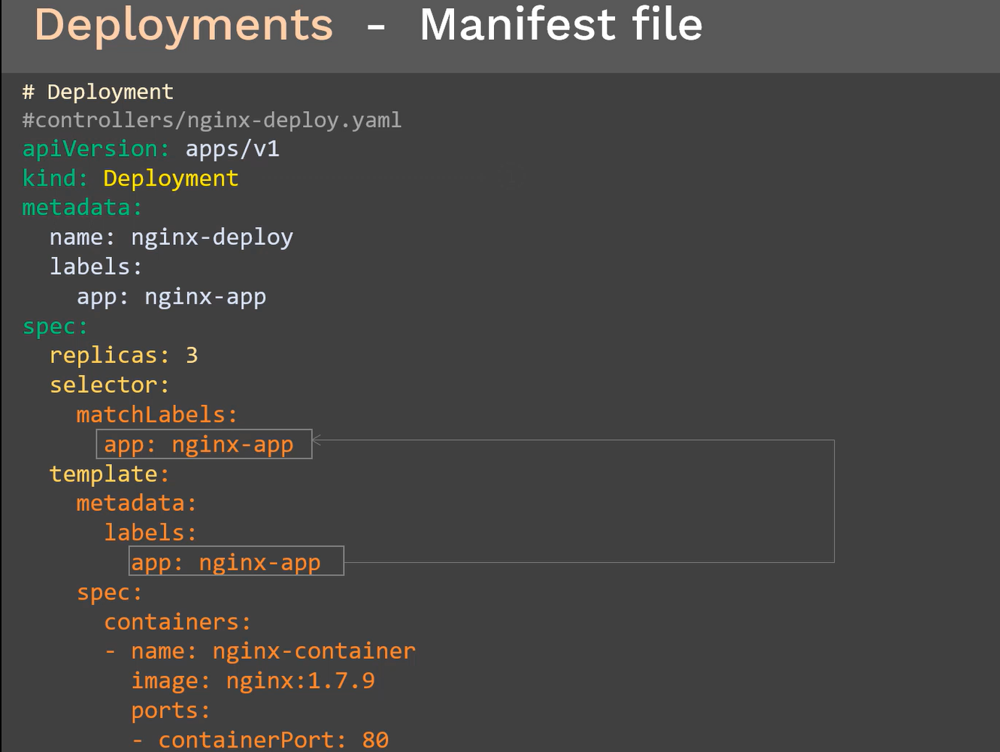 Deployments - Manifest file
# Deployment
#controllers/nginx-deploy.yaml
apiVersion: apps/v1
kind: Deployment
metadata:
  name: nginx-deploy
  labels:
    app: nginx-app
spec:
  replicas: 3
  selector:
    matchLabels:
      app: nginx-app
  template:
    metadata:
      labels:
        app: nginx-app
    spec:
      containers:
      - name: nginx-container
        image: nginx:1.7.9
        ports:
        - containerPort: 80